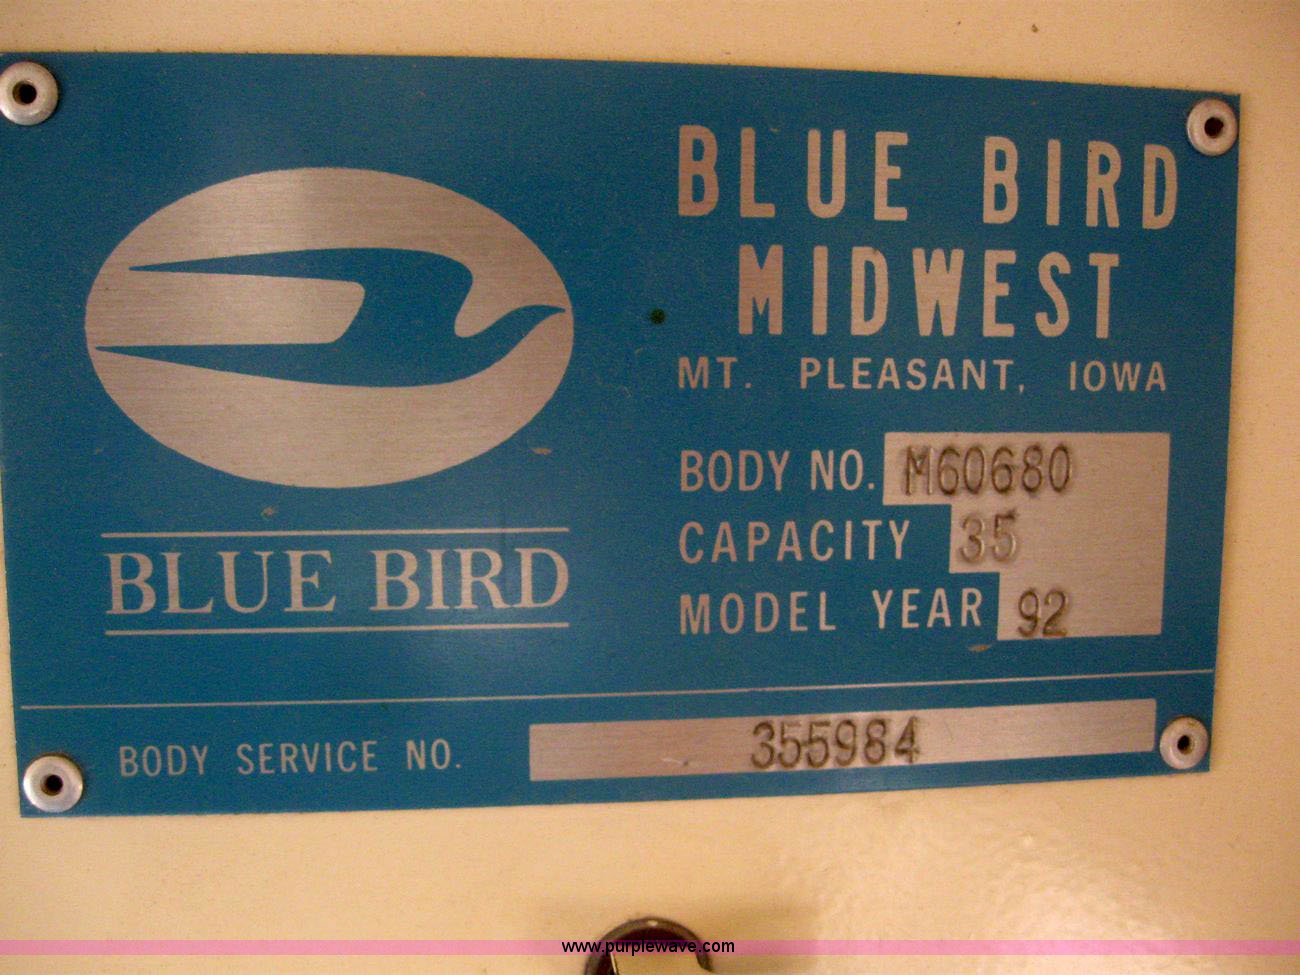 BLUE BIRD
MIDWEST
MT. PLEASANT, IOWA
BODY NO. M60680
CAPACITY 35
MODEL YEAR 92
BLUE BIRD
BODY SERVICE NO. 355984
www.purplewave.com